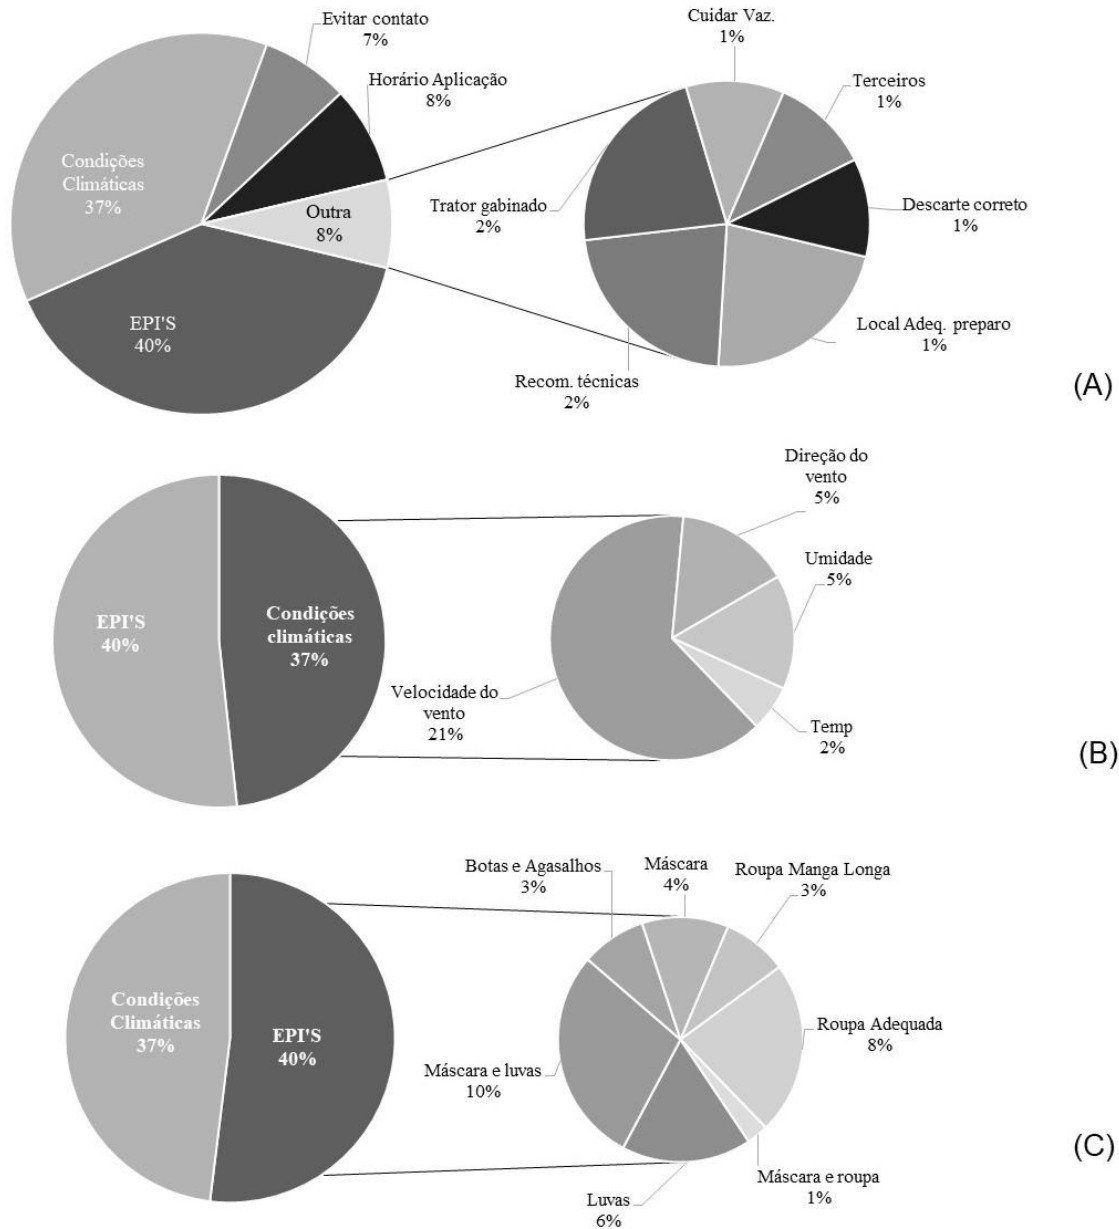 Evitar contato
7%
Horário Aplicação
8%
Condições
Climáticas
37%
Outra
8%
EPI'S
40%
Cuidar Vaz.
1%
Terceiros
1%
Trator gabinado
2%
Descarte correto
1%
Local Adeq. preparo
1%
Recom. técnicas
2%
(A)
EPI'S
40%
Condições
climáticas
37%
Direção do
vento
5%
Umidade
5%
Velocidade do
vento
21%
Temp
2%
(B)
Condições
Climáticas
37%
EPI'S
40%
Botas e Agasalhos
3%
Máscara
4%
Roupa Manga Longa
3%
Roupa Adequada
8%
Máscara e luvas
10%
Máscara e roupa
1%
Luvas
6%
(C)